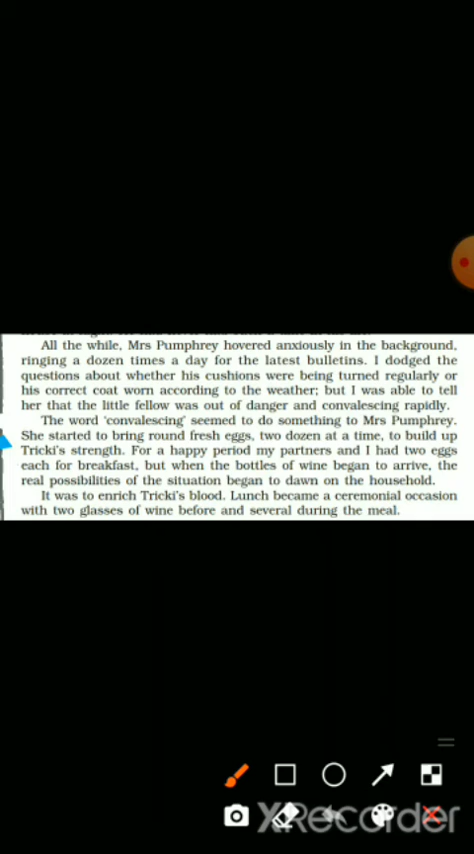 All the while, Mrs Pumphrey hovered anxiously in the background,
ringing a dozen times a day for the latest bulletins. I dodged the
questions about whether his cushions were being turned regularly or
his correct coat worn according to the weather; but I was able to tell
her that the little fellow was out of danger and convalescing rapidly.
The word 'convalescing' seemed to do something to Mrs Pumphrey.
She started to bring round fresh eggs, two dozen at a time, to build up
Tricki's strength. For a happy period my partners and I had two eggs
each for breakfast, but when the bottles of wine began to arrive, the
real possibilities of the situation began to dawn on the household.
It was to enrich Tricki's blood. Lunch became a ceremonial occasion
with two glasses of wine before and several during the meal.
XRecorder